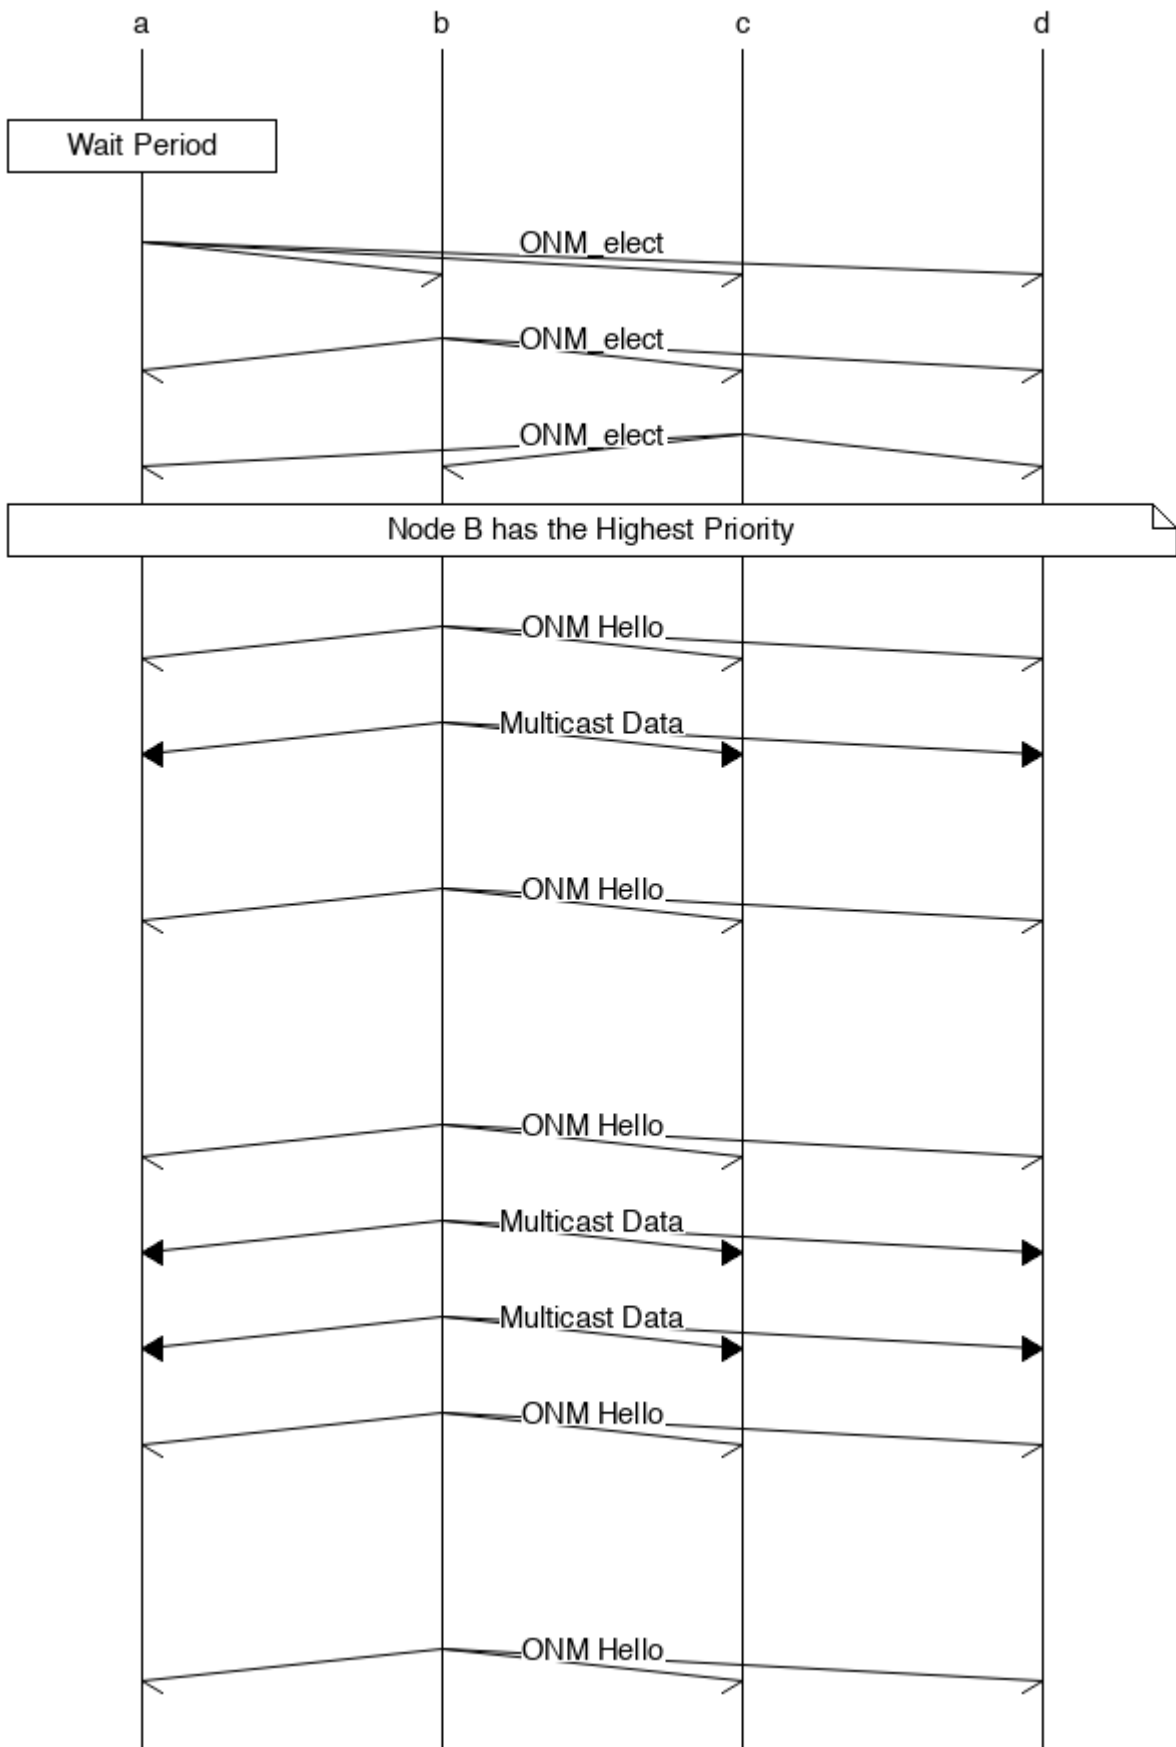 a b c d
Wait Period
ONM_elect
ONM_elect
ONM_elect
Node B has the Highest Priority
ONM Hello
Multicast Data
ONM Hello
ONM Hello
Multicast Data
Multicast Data
ONM Hello
ONM Hello